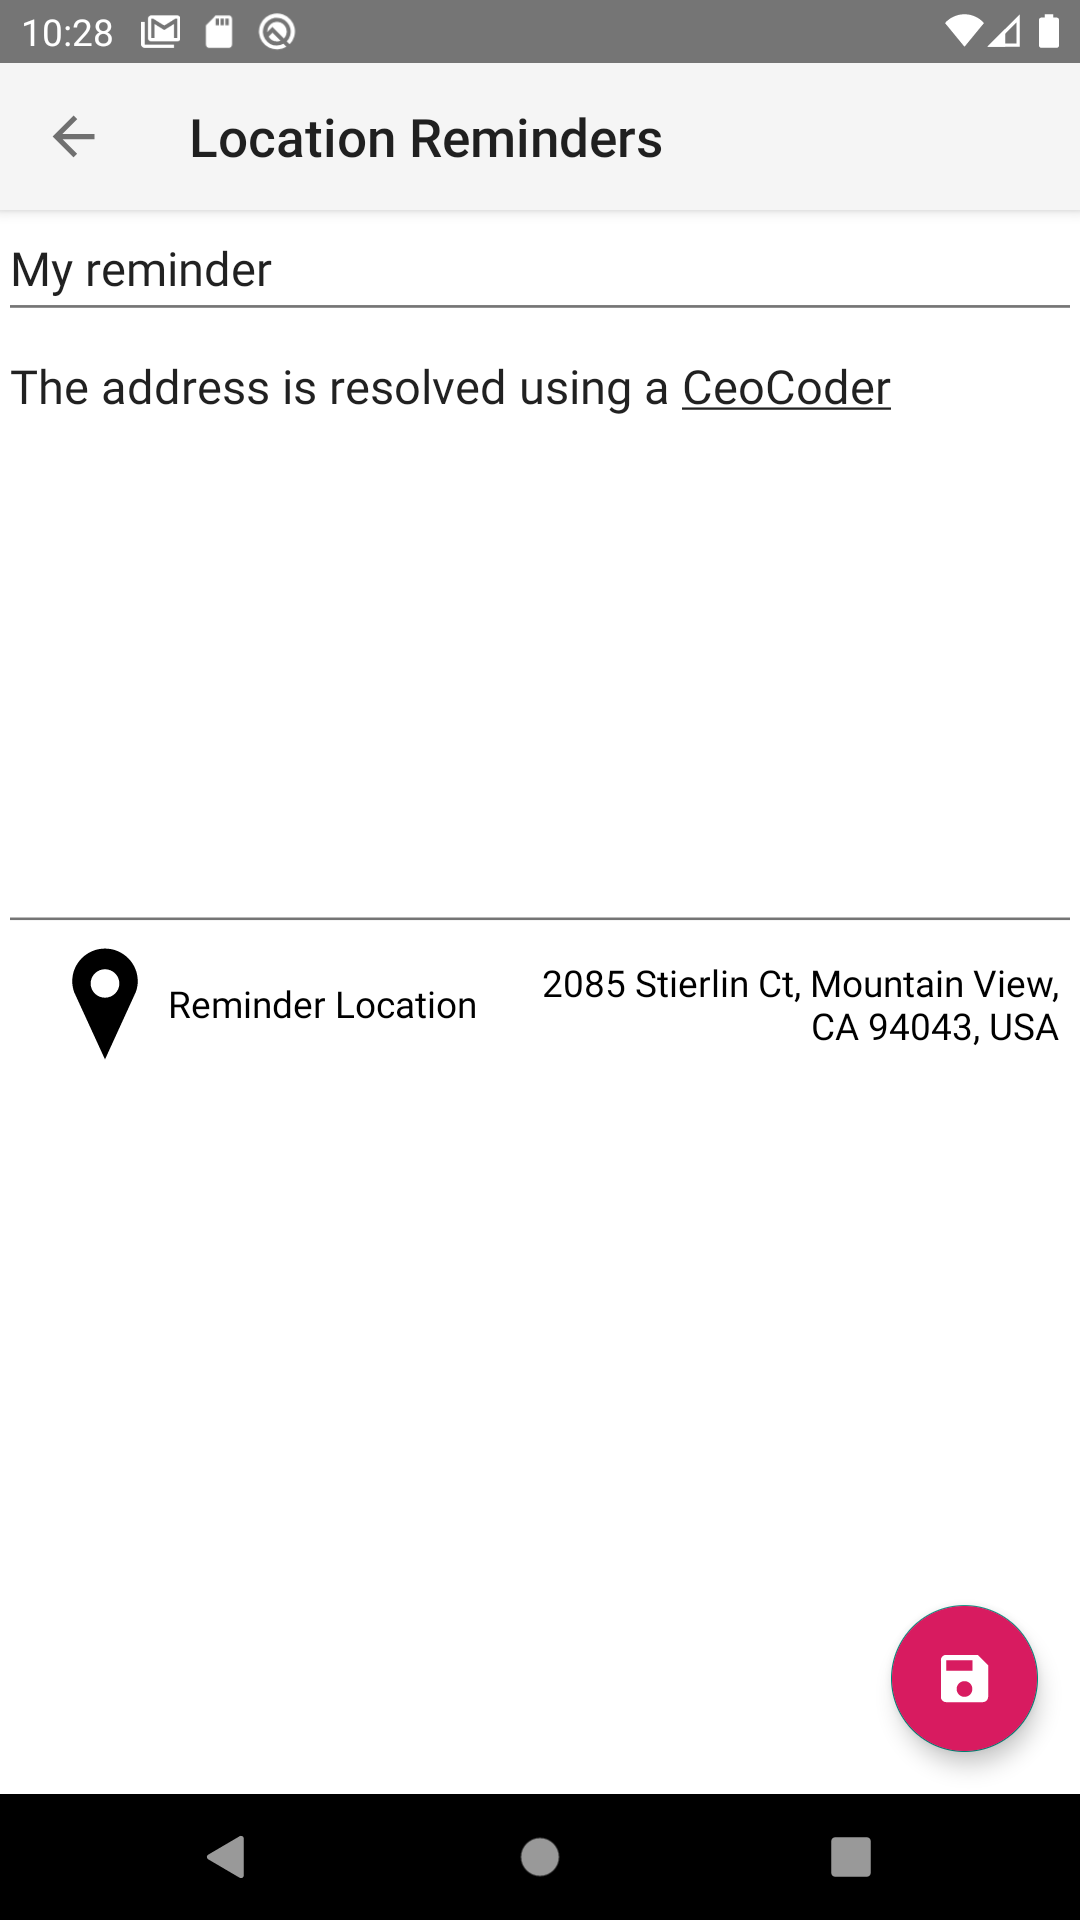 10:28
Location Reminders
My reminder
The address is resolved using a CeoCoder
Reminder Location
2085 Stierlin Ct, Mountain View,
CA 94043, USA